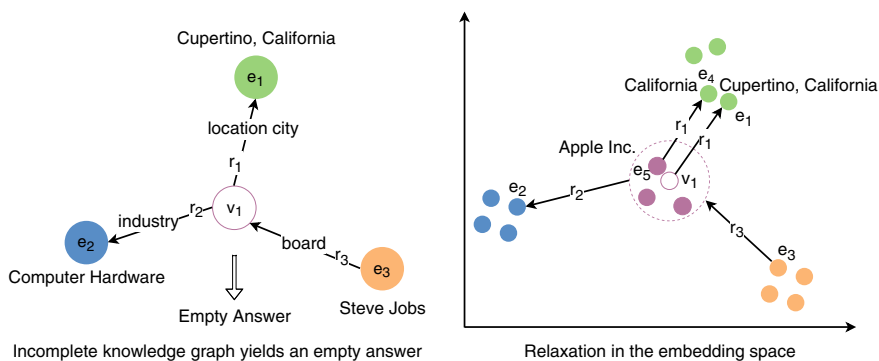 Cupertino, California
e1
location city
r1
r2
v1
industry
e2
board
r3
e3
Computer Hardware
Steve Jobs
Empty Answer
Incomplete knowledge graph yields an empty answer
California
e4
Cupertino, California
e1
r1
r1
Apple Inc.
e5
v1
e2
r2
r3
e3
Relaxation in the embedding space